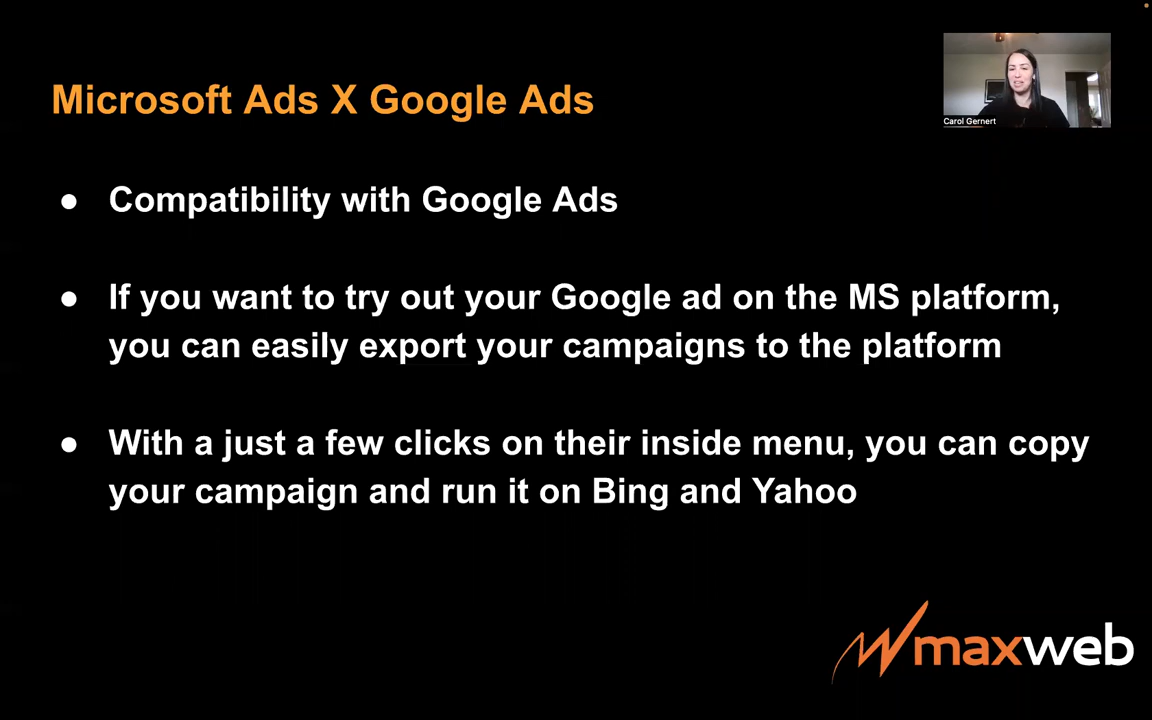 Microsoft Ads X Google Ads
Carol Gernert
● Compatibility with Google Ads
● If you want to try out your Google ad on the MS platform,
you can easily export your campaigns to the platform
● With a just a few clicks on their inside menu, you can copy
your campaign and run it on Bing and Yahoo
maxweb